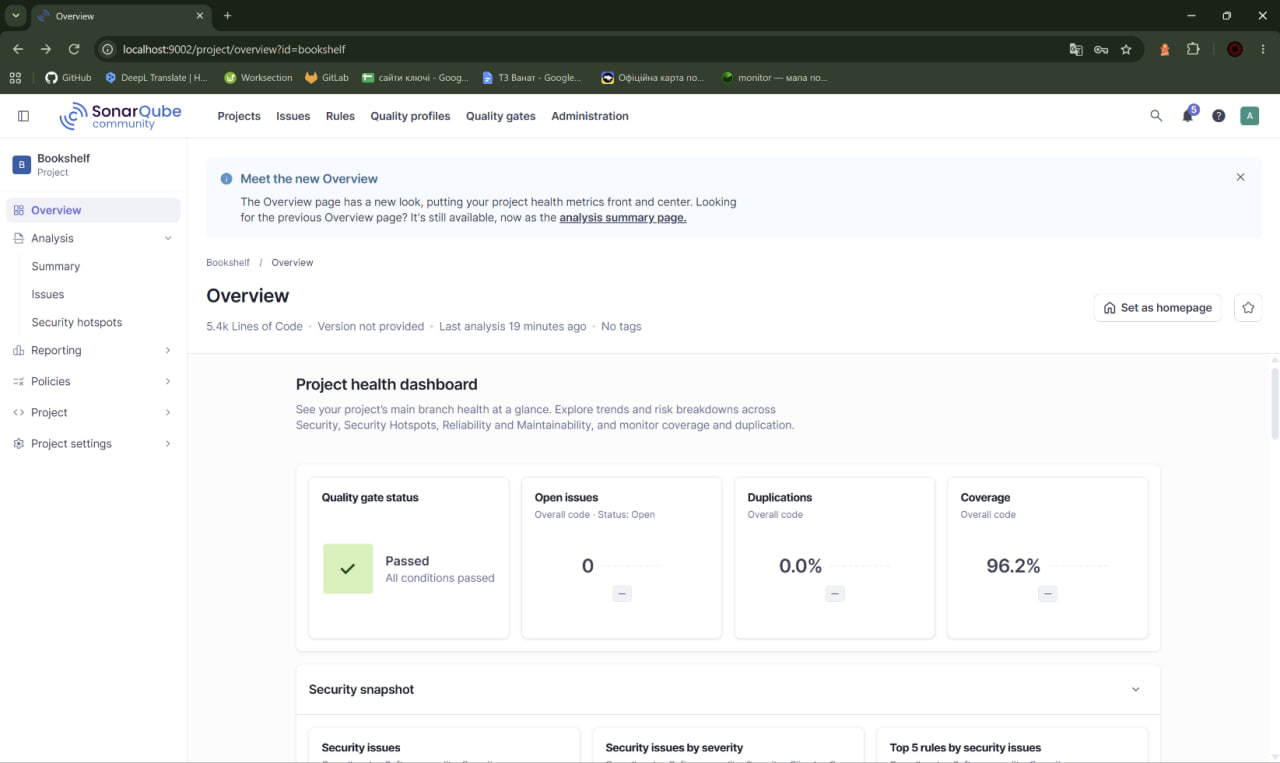 Overview
localhost:9002/project/overview?id=bookshelf
GitHub
DeepL Translate | H...
Worksection
GitLab
сайти ключі - Goog...
ТЗ Ванат - Google...
Офіційна карта по...
monitor — мапа по...
SonarQube
community
Projects
Issues
Rules
Quality profiles
Quality gates
Administration
5
?
A
B
Bookshelf
Project
Overview
Analysis
Summary
Issues
Security hotspots
Reporting
Policies
Project
Project settings
Meet the new Overview
The Overview page has a new look, putting your project health metrics front and center. Looking
for the previous Overview page? It's still available, now as the analysis summary page.
Bookshelf / Overview
Overview
5.4k Lines of Code • Version not provided • Last analysis 19 minutes ago • No tags
Set as homepage
Project health dashboard
See your project's main branch health at a glance. Explore trends and risk breakdowns across
Security, Security Hotspots, Reliability and Maintainability, and monitor coverage and duplication.
Quality gate status
Passed
All conditions passed
Open issues
Overall code · Status: Open
0
Duplications
Overall code
0.0%
Coverage
Overall code
96.2%
Security snapshot
Security issues
Security issues by severity
Top 5 rules by security issues